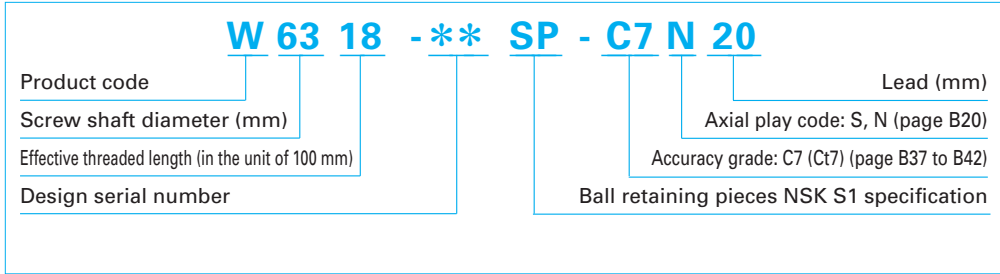 W 63 18 -** SP - C7 N 20
Product code
Lead (mm)
Screw shaft diameter (mm)
Axial play code: S, N (page B20)
Effective threaded length (in the unit of 100 mm)
Accuracy grade: C7 (Ct7) (page B37 to B42)
Design serial number
Ball retaining pieces NSK S1 specification